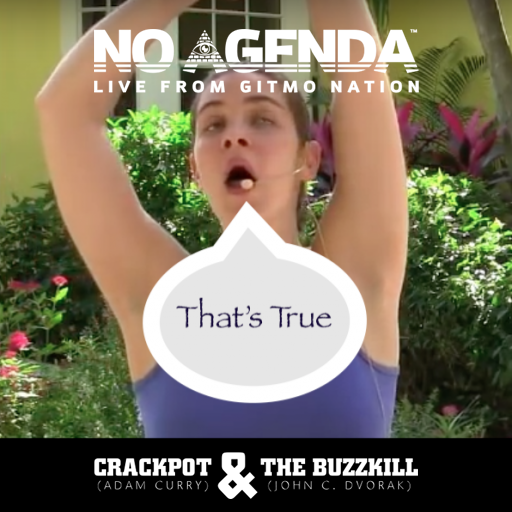 NO AGENDA™
LIVE FROM GITMO NATION
That's True
CRACKPOT & THE BUZZKILL
(ADAM CURRY) (JOHN C. DVORAK)